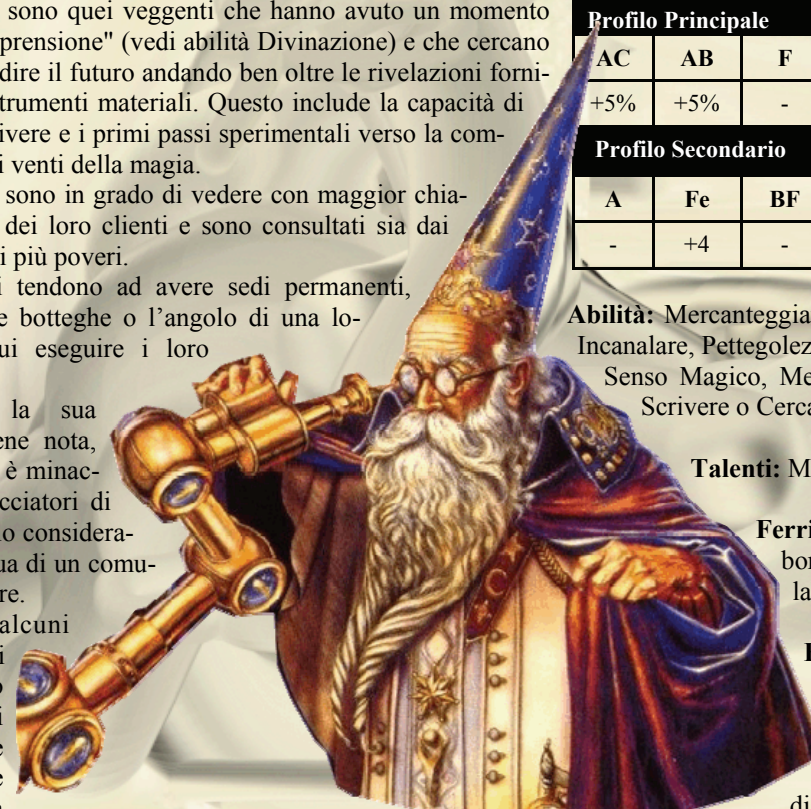 sono quei veggenti che hanno avuto un momento
prensione" (vedi abilità Divinazione) e che cercano
dire il futuro andando ben oltre le rivelazioni forni-
trumenti materiali. Questo include la capacità di
ivere e i primi passi sperimentali verso la com-
i venti della magia.
sono in grado di vedere con maggior chia-
dei loro clienti e sono consultati sia dai
i più poveri.
i tendono ad avere sedi permanenti,
e botteghe o l’angolo di una lo-
ui eseguire i loro
la sua
ene nota,
è minac-
cciatori di
o considera-
ua di un comu-
re.
alcuni
i
o
i
e
e
Profilo Principale
AC AB F
+5% +5% -
Profilo Secondario
A Fe BF
- +4 -
Abilità: Mercanteggia
Incanalare, Pettegolez
Senso Magico, Me
Scrivere o Cerca
Talenti: M
Ferri
bor
la
di